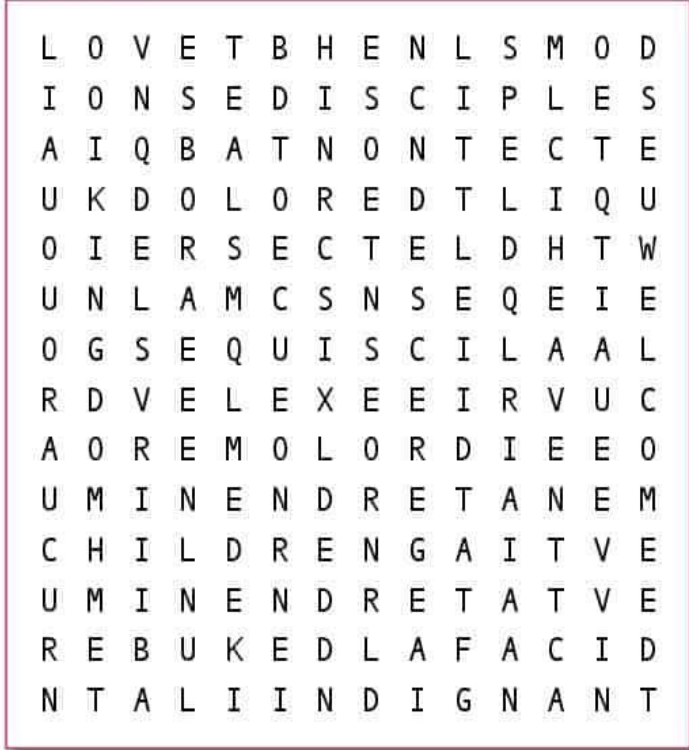 L O V E T B H E N L S M O D
I O N S E D I S C I P L E S
A I Q B A T N O N T E C T E
U K D O L O R E D T L I Q U
O I E R S E C T E L D H T W
U N L A M C S N S E Q E I E
O G S E Q U I S C I L A A L
R D V E L E X E E I R V U C
A O R E M O L O R D I E E O
U M I N E N D R E T A N E M
C H I L D R E N G A I T V E
U M I N E N D R E T A T V E
R E B U K E D L A F A C I D
N T A L I I N D I G N A N T